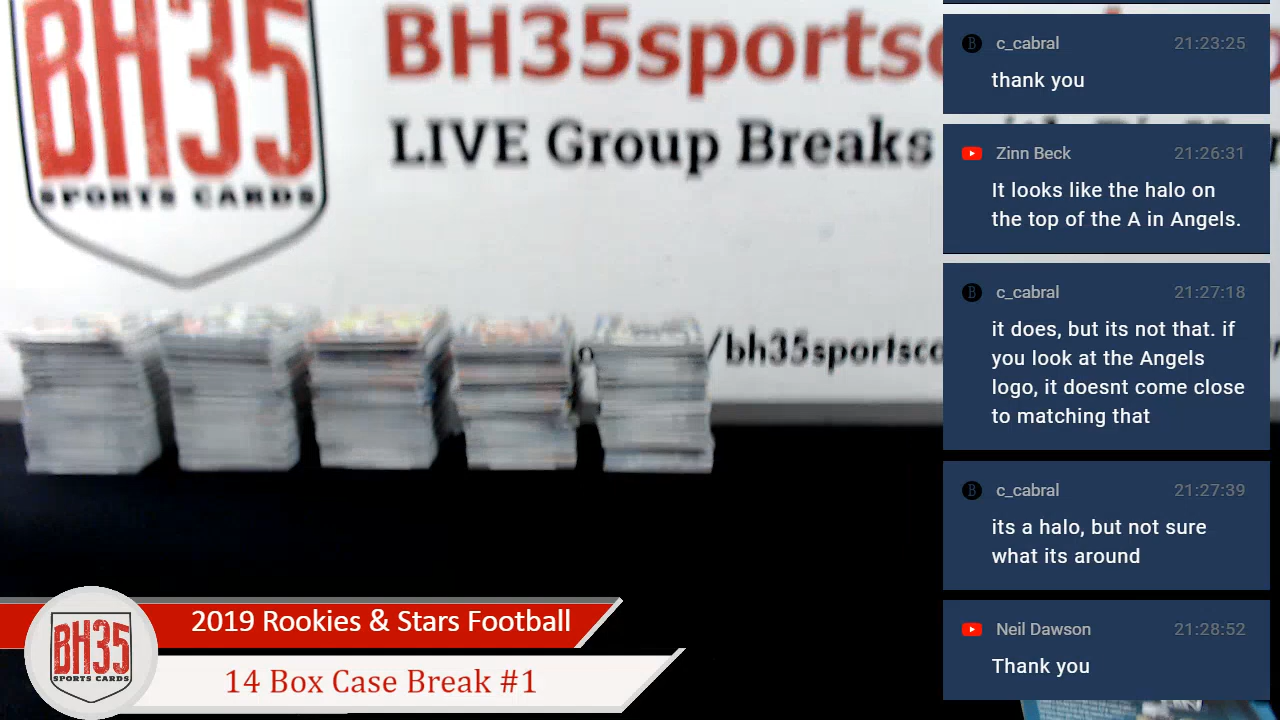 BH35
SPORTS CARDS
BH35sportsc
LIVE Group Breaks
/bh35sportsc
c_cabral 21:23:25
thank you
Zinn Beck 21:26:31
It looks like the halo on
the top of the A in Angels.
c_cabral 21:27:18
it does, but its not that. if
you look at the Angels
logo, it doesnt come close
to matching that
c_cabral 21:27:39
its a halo, but not sure
what its around
Neil Dawson 21:28:52
Thank you
2019 Rookies & Stars Football
14 Box Case Break #1
BH35
SPORTS CARDS